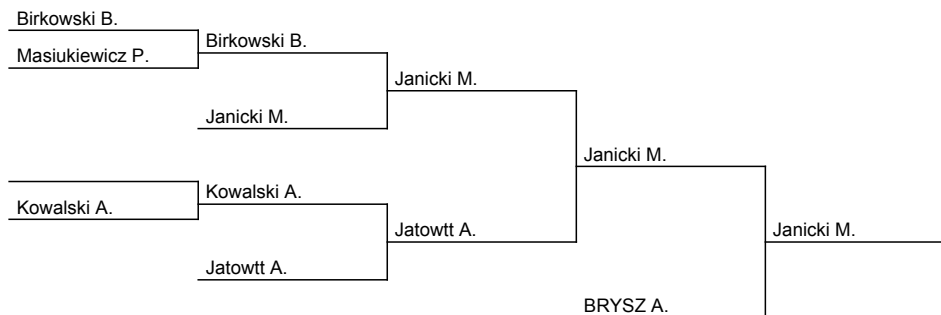 Birkowski B.
Masiukiewicz P.
Birkowski B.
Janicki M.
Janicki M.
Janicki M.
Kowalski A.
Kowalski A.
Jatowtt A.
Janicki M.
Jatowtt A.
BRYSZ A.